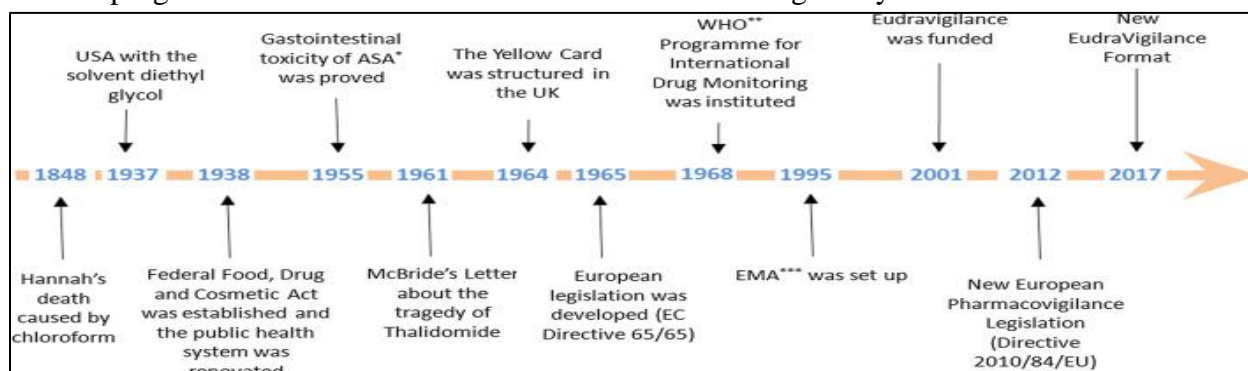 USA with the
solvent diethyl
glycol
Gastointestinal
toxicity of ASA*
was proved
The Yellow Card
was structured in
the UK
WHO**
Programme for
International
Drug Monitoring
was instituted
Eudravigilance
was funded
New
EudraVigilance
Format
1848 1937 1938 1955 1961 1964 1965 1968 1995 2001 2012 2017
Hannah's
death
caused by
chloroform
Federal Food, Drug
and Cosmetic Act
was established and
the public health
system was
renovated
McBride's Letter
about the
tragedy of
Thalidomide
European
legislation was
developed (EC
Directive 65/65)
EMA*** was set up
New European
Pharmacovigilance
Legislation
(Directive
2010/84/EU)